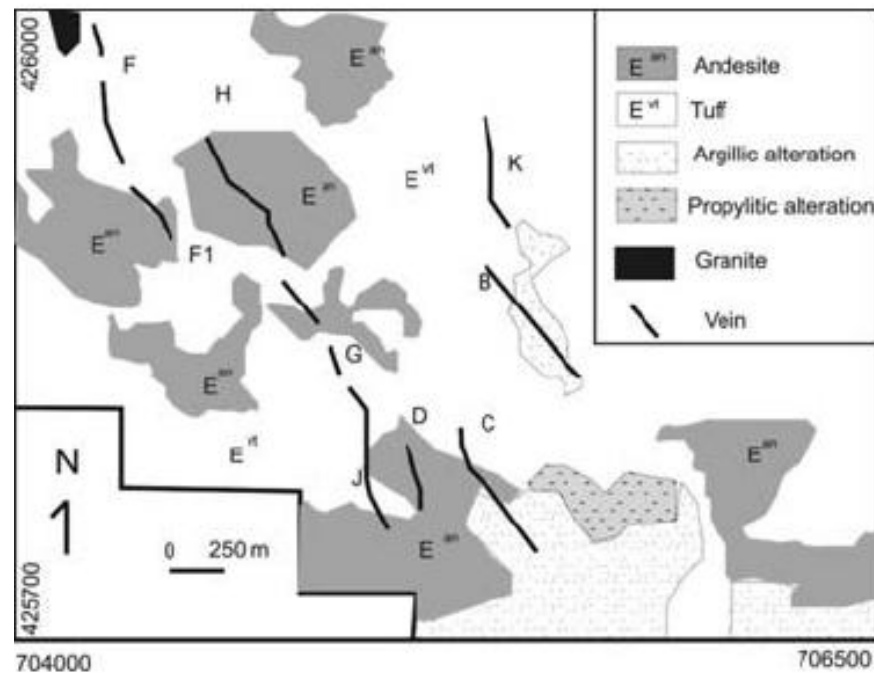 426000
425700
704000
706500
F
H
E an
E vt
K
E an
E an
F1
B
G
E an
E vt
D
C
J
E an
E an
N
0 250 m
E an Andesite
E vt Tuff
Argillic alteration
Propylitic alteration
Granite
Vein